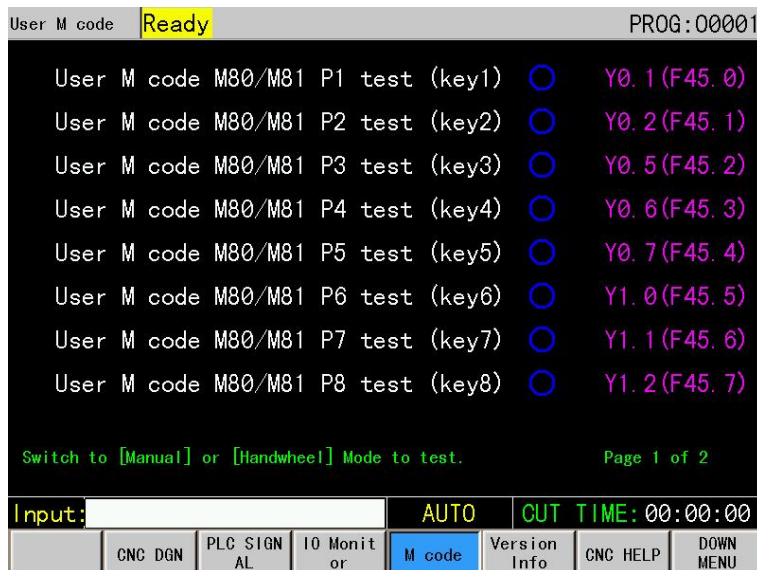 User M code Ready PROG:O0001
User M code M80/M81 P1 test (key1) Y0.1(F45.0)
User M code M80/M81 P2 test (key2) Y0.2(F45.1)
User M code M80/M81 P3 test (key3) Y0.5(F45.2)
User M code M80/M81 P4 test (key4) Y0.6(F45.3)
User M code M80/M81 P5 test (key5) Y0.7(F45.4)
User M code M80/M81 P6 test (key6) Y1.0(F45.5)
User M code M80/M81 P7 test (key7) Y1.1(F45.6)
User M code M80/M81 P8 test (key8) Y1.2(F45.7)
Switch to [Manual] or [Handwheel] Mode to test. Page 1 of 2
Input: AUTO CUT TIME:00:00:00
CNC DGN PLC SIGN IO Monit M code Version CNC HELP DOWN
AL or Info MENU